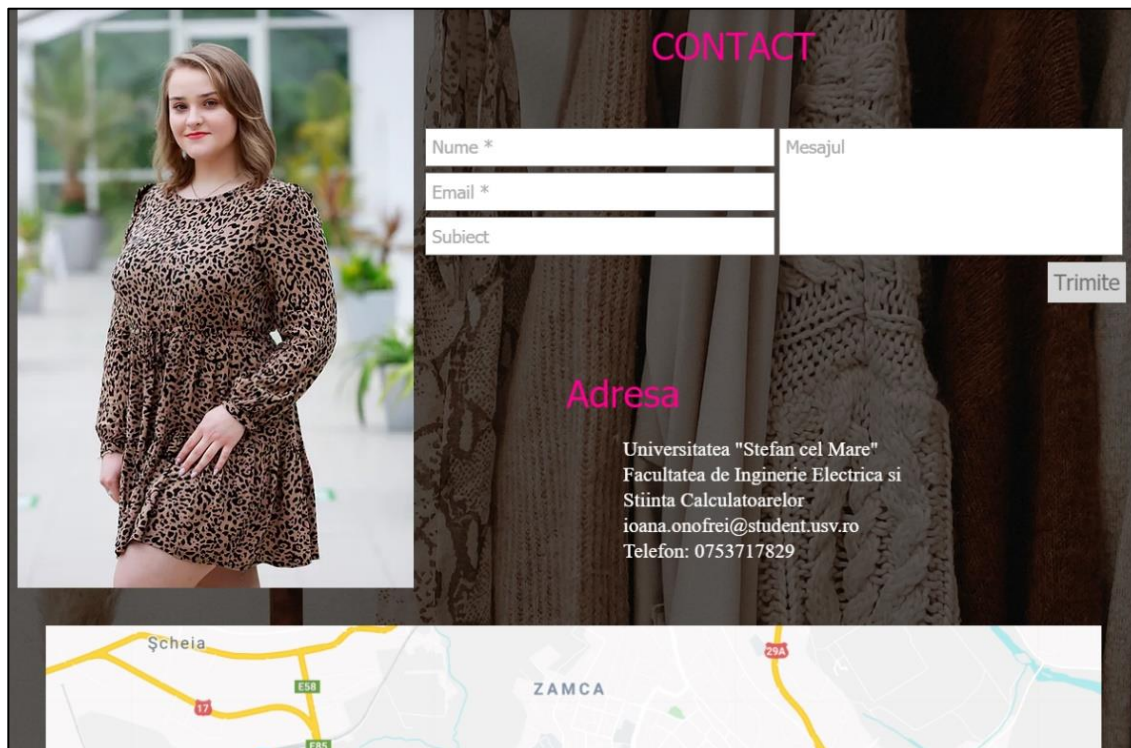 CONTACT
Nume *
Email *
Subiect
Mesajul
Trimite
Adresa
Universitatea "Stefan cel Mare"
Facultatea de Inginerie Electrica si
Stiinta Calculatoarelor
ioana.onofrei@student.usv.ro
Telefon: 0753717829
Șcheia
29A
E58
ZAMCA
17
E85